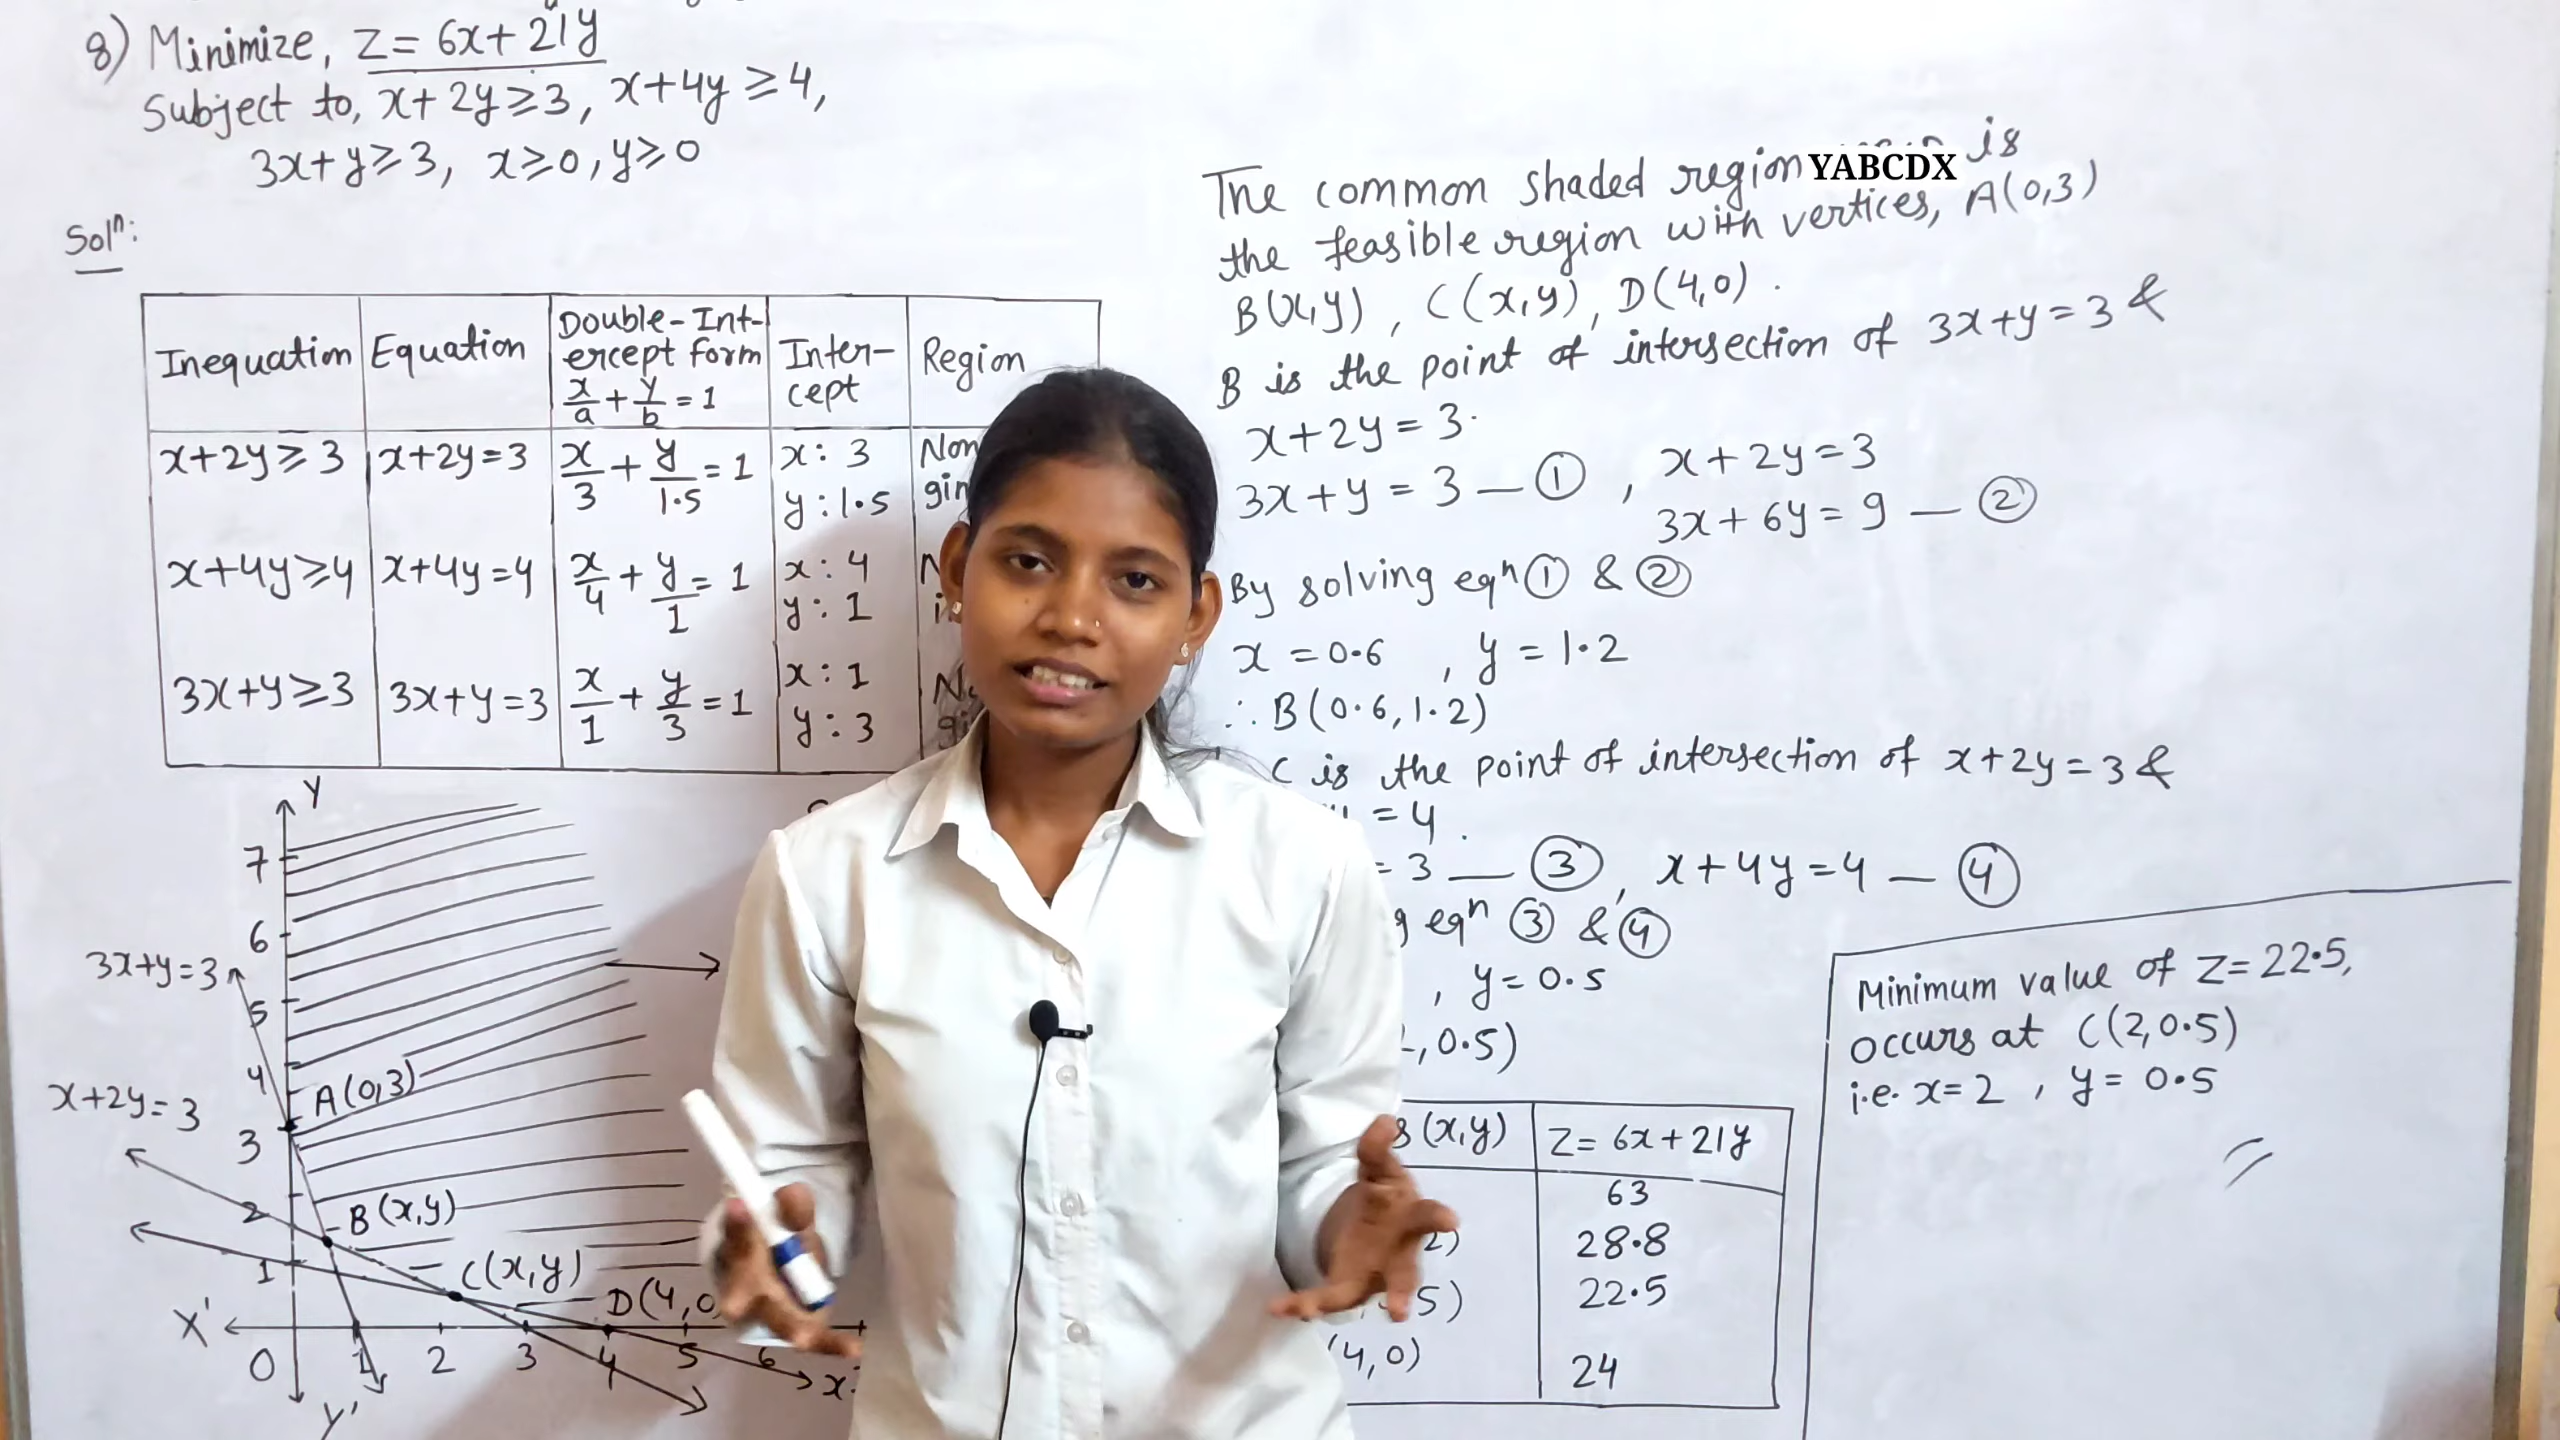 8) Minimize, Z = 6x + 21y
Subject to, x + 2y ≥ 3, x + 4y ≥ 4,
3x + y ≥ 3, x ≥ 0, y ≥ 0
Solⁿ:
Inequation | Equation | Double-Intercept form x/a + y/b = 1 | Intercept | Region
x+2y ≥ 3 | x+2y=3 | x/3 + y/1.5 = 1 | x: 3 y: 1.5
x+4y ≥ 4 | x+4y=4 | x/4 + y/1 = 1 | x: 4 y: 1
3x+y ≥ 3 | 3x+y=3 | x/1 + y/3 = 1 | x: 1 y: 3
Y
7
6
3x+y=3
5
4
A(0,3)
x+2y=3
3
2
B(x,y)
1
C(x,y)
D(4,0
X'
0 1 2 3 4 5 6
Y'
The common shaded region YABCDX is
the feasible region with vertices, A(0,3)
B(x,y), C(x,y), D(4,0).
B is the point of intersection of 3x+y=3 &
x+2y=3.
3x+y = 3 — ① , x+2y=3
3x+6y=9 — ②
By solving eqⁿ ① & ②
x = 0.6 , y = 1.2
∴ B(0.6, 1.2)
C is the point of intersection of x+2y=3 &
= 4.
= 3 — ③ , x+4y=4 — ④
eqⁿ ③ & ④
, y = 0.5
,0.5)
(x,y) | Z = 6x + 21y
63
2) | 28.8
5) | 22.5
(4,0) | 24
Minimum value of Z = 22.5,
occurs at C(2,0.5)
i.e. x=2 , y = 0.5